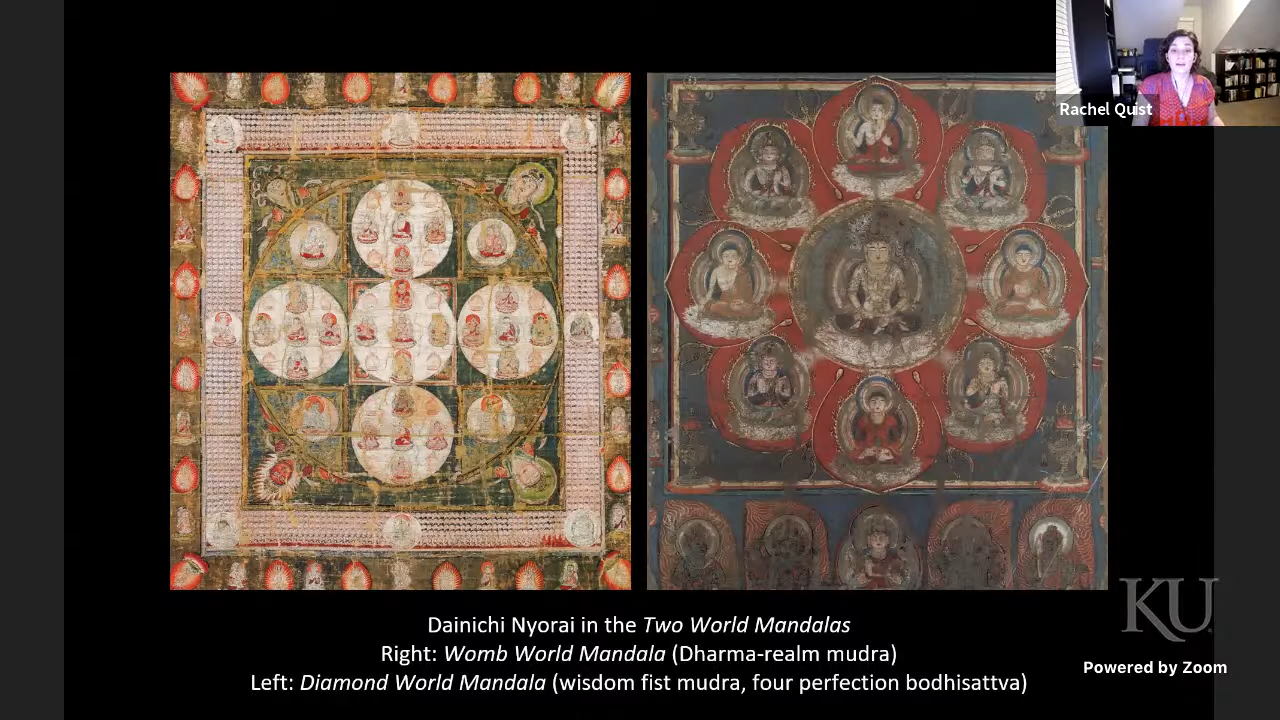 Rachel Quist
Dainichi Nyorai in the Two World Mandalas
Right: Womb World Mandala (Dharma-realm mudra)
Left: Diamond World Mandala (wisdom fist mudra, four perfection bodhisattva)
KU
Powered by Zoom